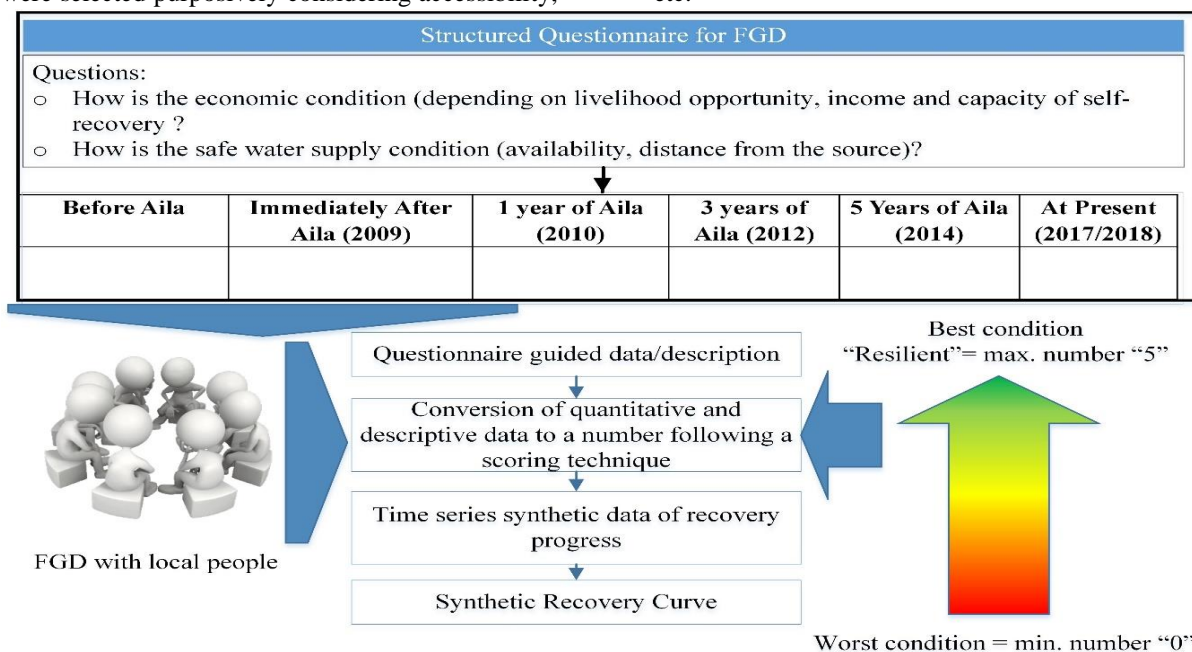 Structured Questionnaire for FGD
Questions:
o How is the economic condition (depending on livelihood opportunity, income and capacity of self-
recovery ?
o How is the safe water supply condition (availability, distance from the source)?
Before Aila
Immediately After
Aila (2009)
1 year of Aila
(2010)
3 years of
Aila (2012)
5 Years of Aila
(2014)
At Present
(2017/2018)
Questionnaire guided data/description
Conversion of quantitative and
descriptive data to a number following a
scoring technique
Time series synthetic data of recovery
progress
Synthetic Recovery Curve
FGD with local people
Best condition
“Resilient”= max. number “5”
Worst condition = min. number “0”